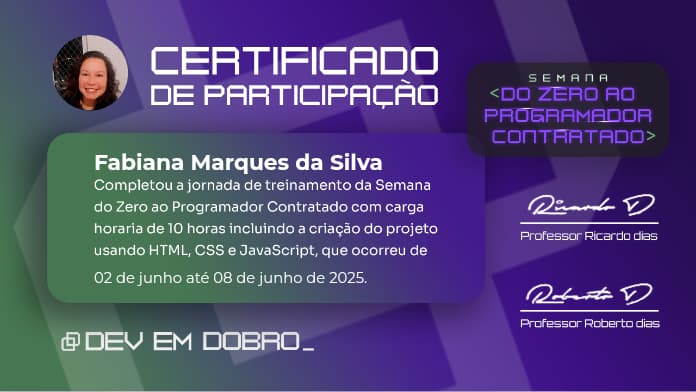 CERTIFICADO
DE PARTICIPAÇÃO
SEMANA
<DO ZERO AO
PROGRAMADOR
CONTRATADO>
Fabiana Marques da Silva
Completou a jornada de treinamento da Semana
do Zero ao Programador Contratado com carga
horaria de 10 horas incluindo a criação do projeto
usando HTML, CSS e JavaScript, que ocorreu de
02 de junho até 08 de junho de 2025.
Ricardo D
Professor Ricardo dias
Roberto D
Professor Roberto dias
DEV EM DOBRO_